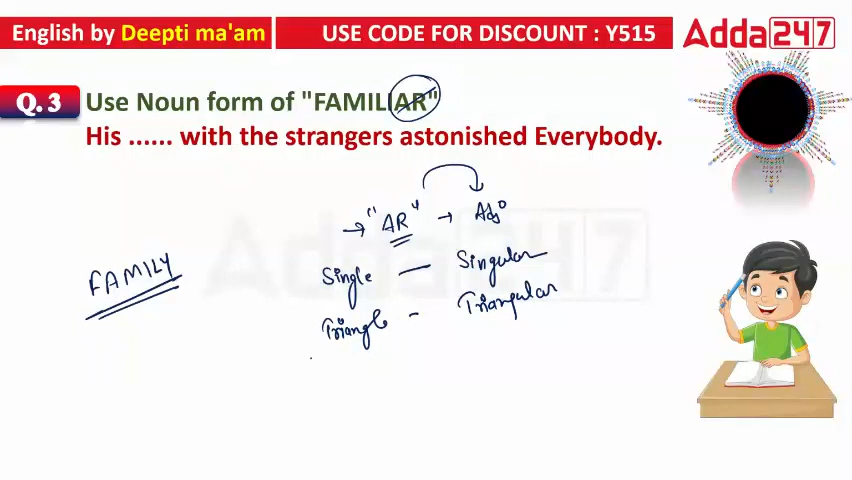 English by Deepti ma'am
USE CODE FOR DISCOUNT : Y515
Adda247
Q. 3 Use Noun form of "FAMILIAR"
His ...... with the strangers astonished Everybody.
→ "AR" → Adj
FAMILY
Single — Singular
Triangle - Triangular
Adda247